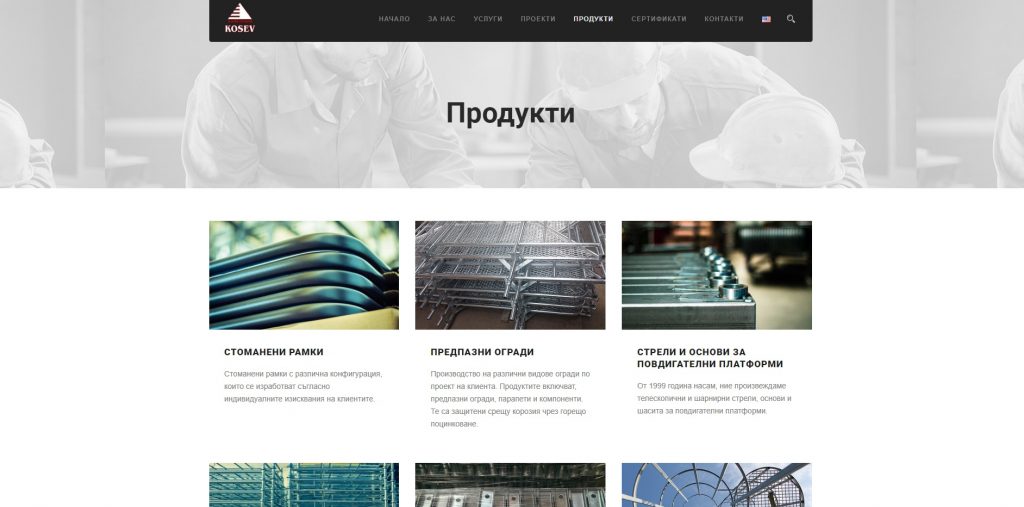 KOSEV
НАЧАЛО ЗА НАС УСЛУГИ ПРОЕКТИ ПРОДУКТИ СЕРТИФИКАТИ КОНТАКТИ
Продукти
СТОМАНЕНИ РАМКИ
Стоманени рамки с различна конфигурация,
които се изработват съгласно
индивидуалните изисквания на клиентите.
ПРЕДПАЗНИ ОГРАДИ
Производство на различни видове огради по
проект на клиента. Продуктите включват,
предпазни огради, парапети и компоненти.
Те са защитени срещу корозия чрез горещо
поцинковане.
СТРЕЛИ И ОСНОВИ ЗА
ПОВДИГАТЕЛНИ ПЛАТФОРМИ
От 1999 година насам, ние произвеждаме
телескопични и шарнирни стрели, основи и
шасита за повдигателни платформи.